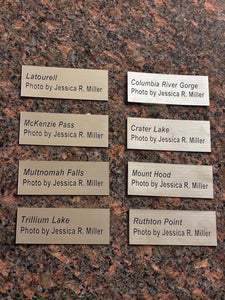 Latourell
Photo by Jessica R. Miller
Columbia River Gorge
Photo by Jessica R. Miller
McKenzie Pass
Photo by Jessica R. Miller
Crater Lake
Photo by Jessica R. Miller
Multnomah Falls
Photo by Jessica R. Miller
Mount Hood
Photo by Jessica R. Miller
Trillium Lake
Photo by Jessica R. Miller
Ruthton Point
Photo by Jessica R. Miller